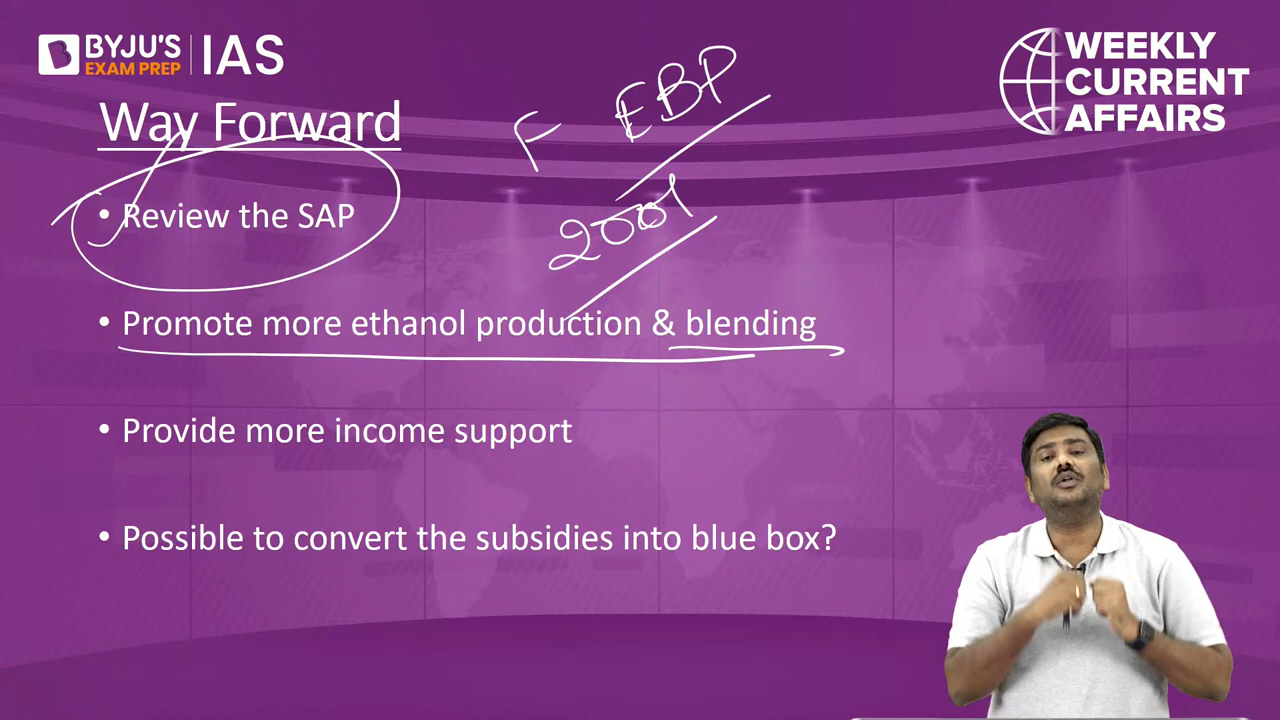 BYJU'S
EXAM PREP
IAS
WEEKLY
CURRENT
AFFAIRS
Way Forward
F EBP
2001
• Review the SAP
• Promote more ethanol production & blending
• Provide more income support
• Possible to convert the subsidies into blue box?